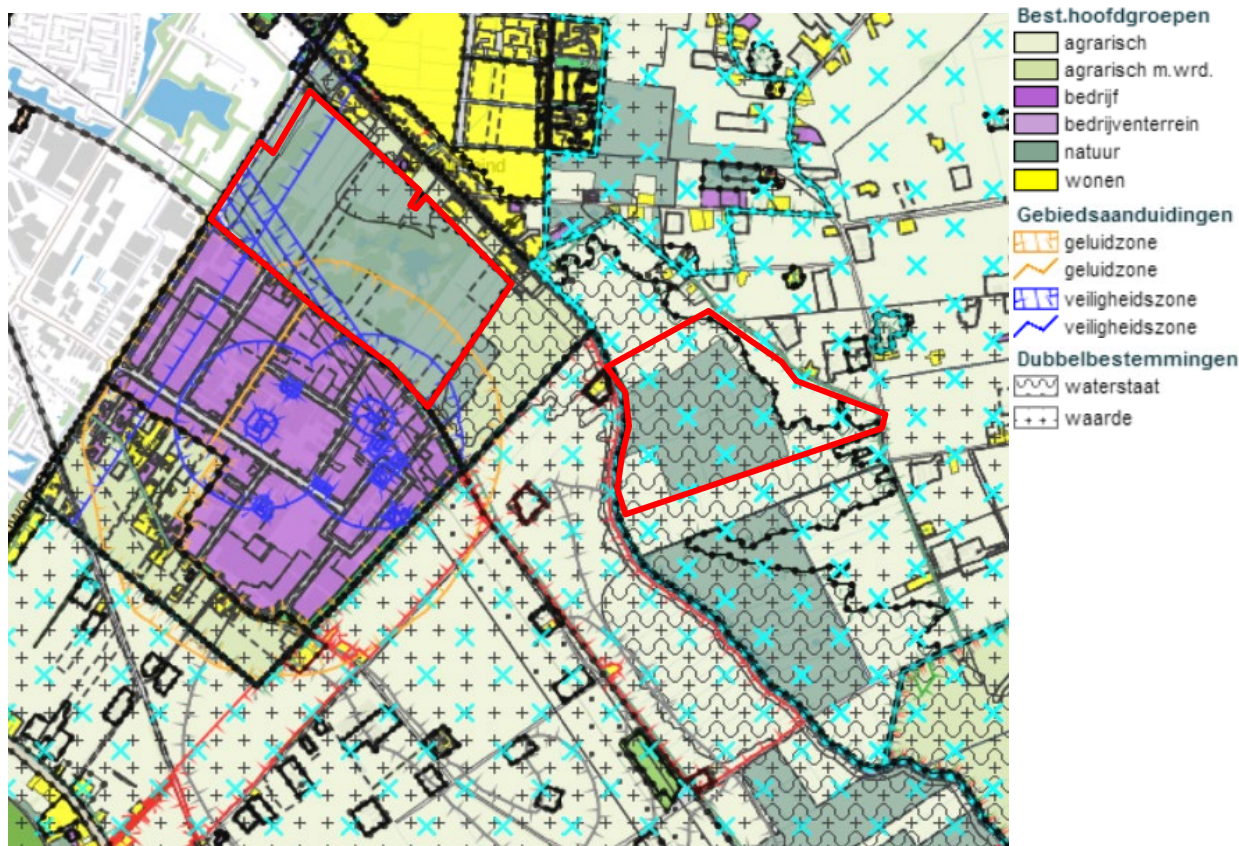 Best.hoofdgroepen
agrarisch
agrarisch m.wrd.
bedrijf
bedrijventerrein
natuur
wonen
Gebiedsaanduidingen
geluidzone
geluidzone
veiligheidszone
veiligheidszone
Dubbelbestemmingen
waterstaat
waarde